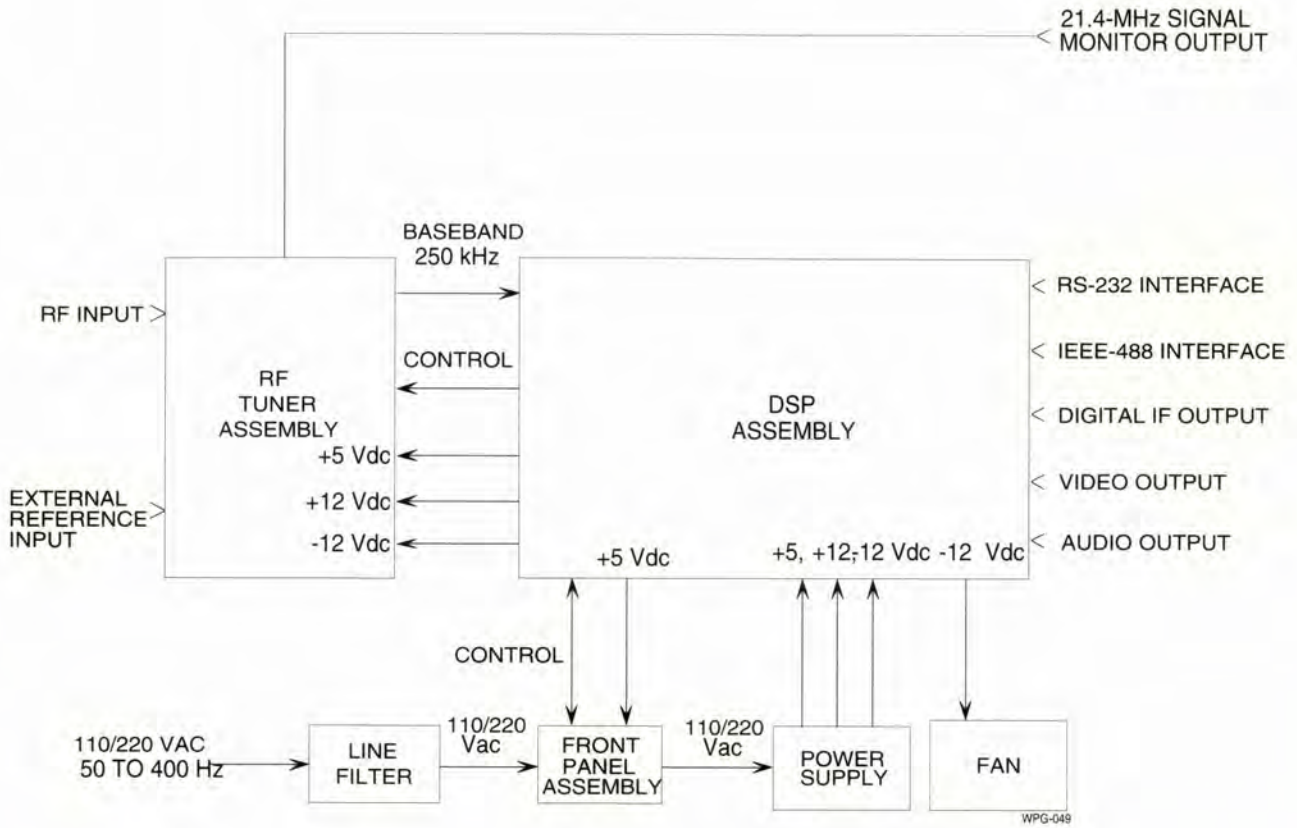 21.4-MHz SIGNAL
MONITOR OUTPUT
BASEBAND
250 kHz
RF INPUT
CONTROL
RF
TUNER
ASSEMBLY
+5 Vdc
+12 Vdc
-12 Vdc
EXTERNAL
REFERENCE
INPUT
DSP
ASSEMBLY
RS-232 INTERFACE
IEEE-488 INTERFACE
DIGITAL IF OUTPUT
VIDEO OUTPUT
AUDIO OUTPUT
+5 Vdc
+5, +12,-12 Vdc
-12 Vdc
CONTROL
110/220 VAC
50 TO 400 Hz
LINE
FILTER
110/220
Vac
FRONT
PANEL
ASSEMBLY
110/220
Vac
POWER
SUPPLY
FAN
WPG-049